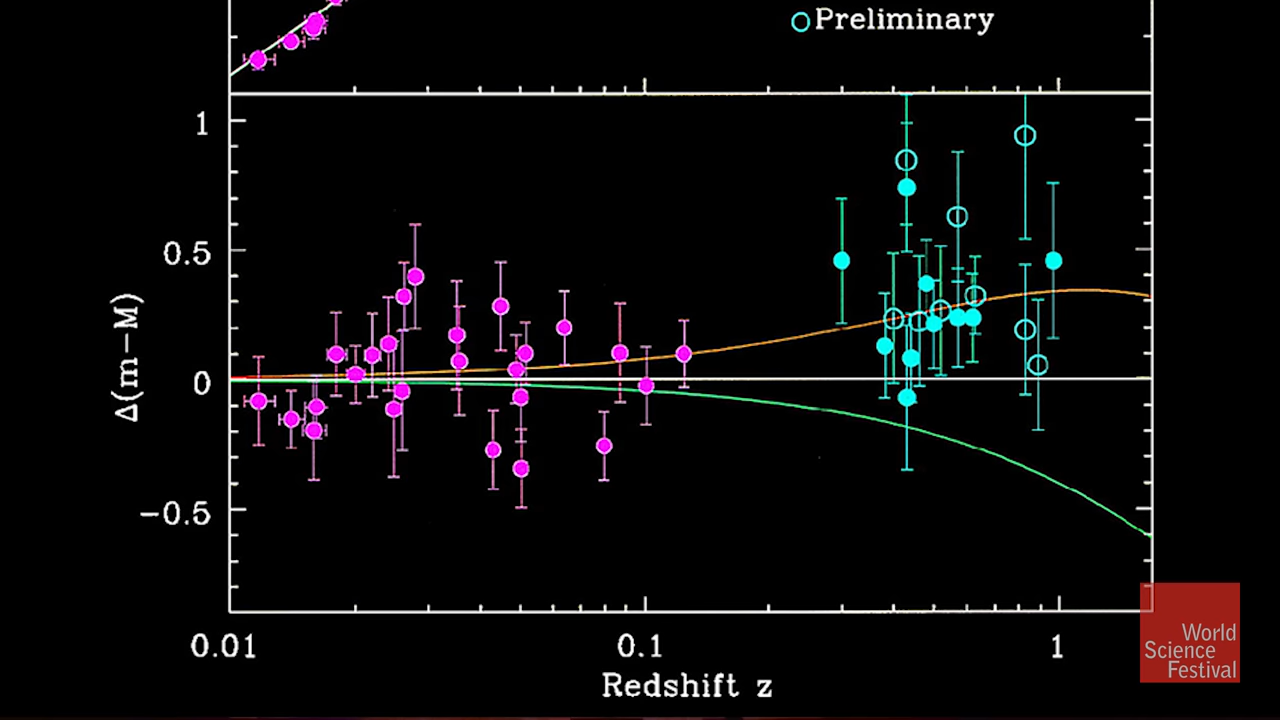 Preliminary
1
0.5
0
−0.5
Δ(m−M)
0.01
0.1
1
Redshift z
World
Science
Festival